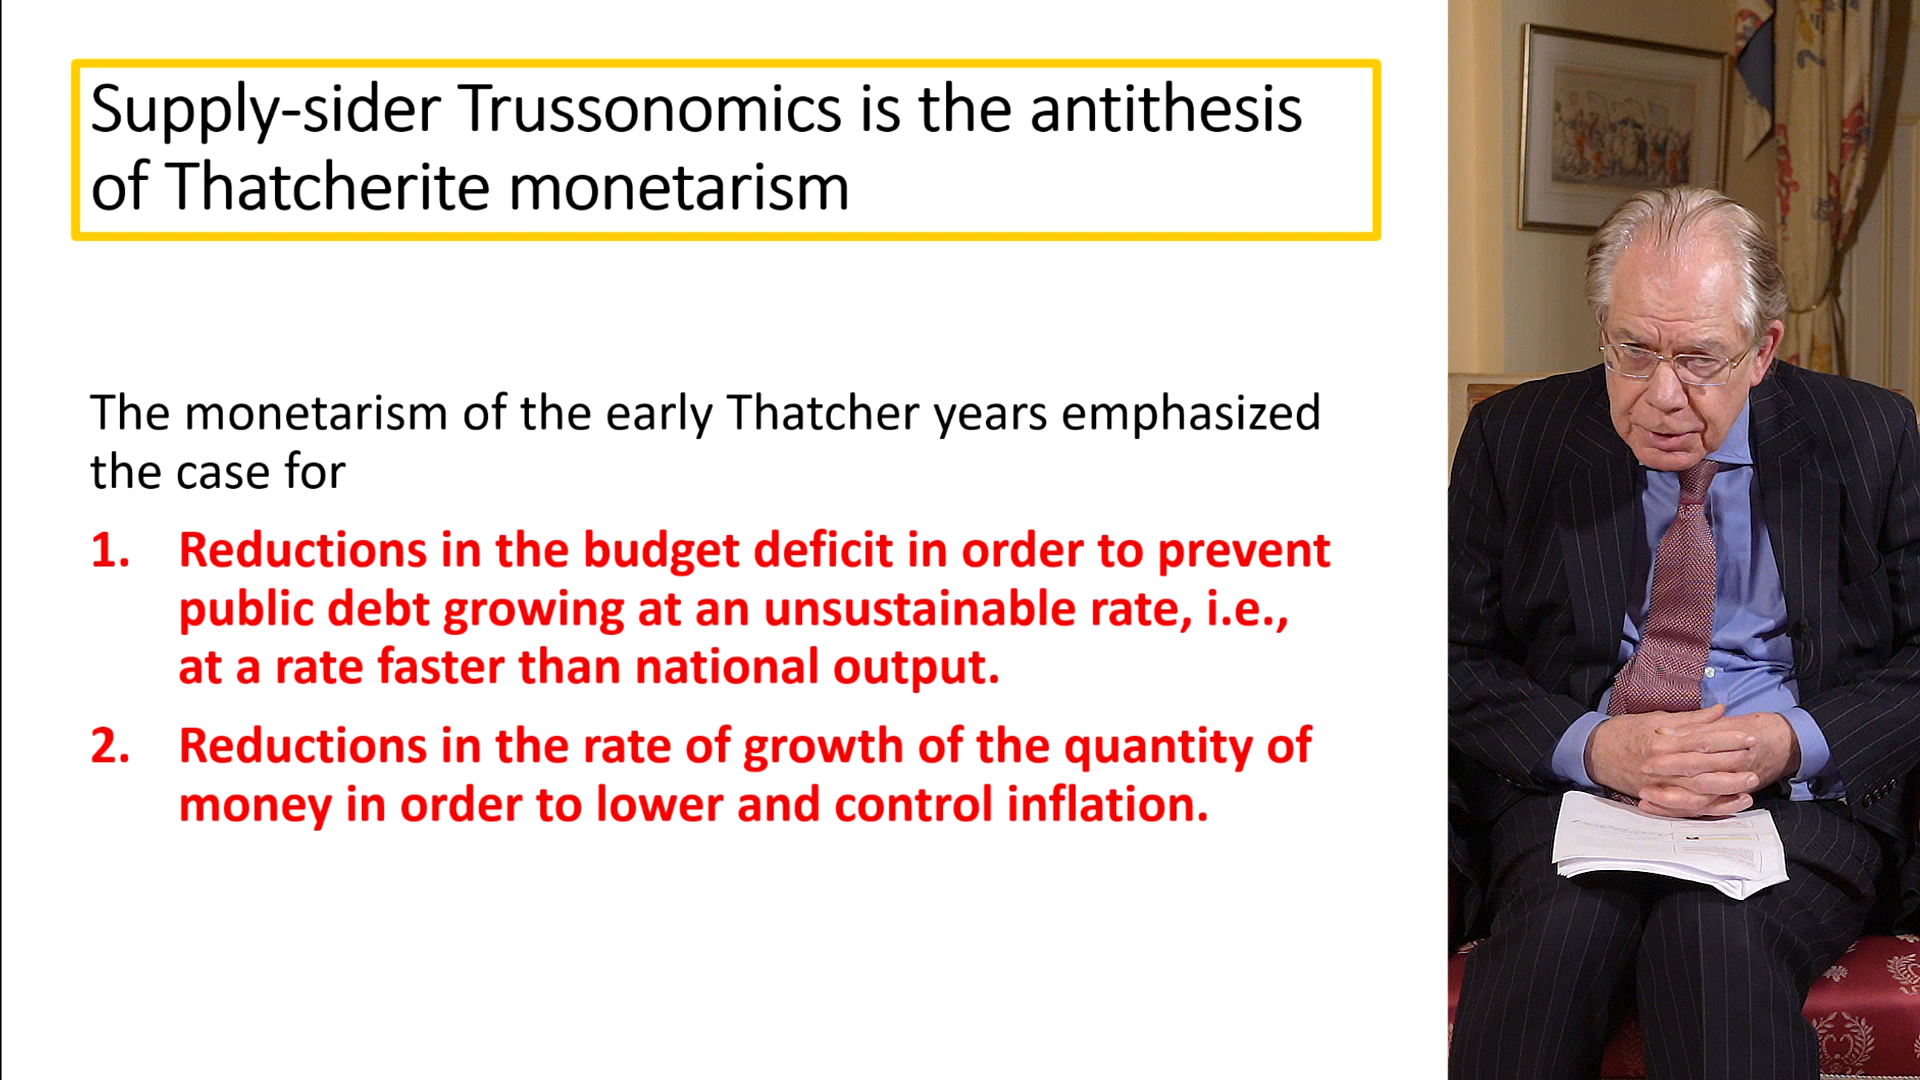 Supply-sider Trussonomics is the antithesis
of Thatcherite monetarism
The monetarism of the early Thatcher years emphasized
the case for
1. Reductions in the budget deficit in order to prevent
public debt growing at an unsustainable rate, i.e.,
at a rate faster than national output.
2. Reductions in the rate of growth of the quantity of
money in order to lower and control inflation.